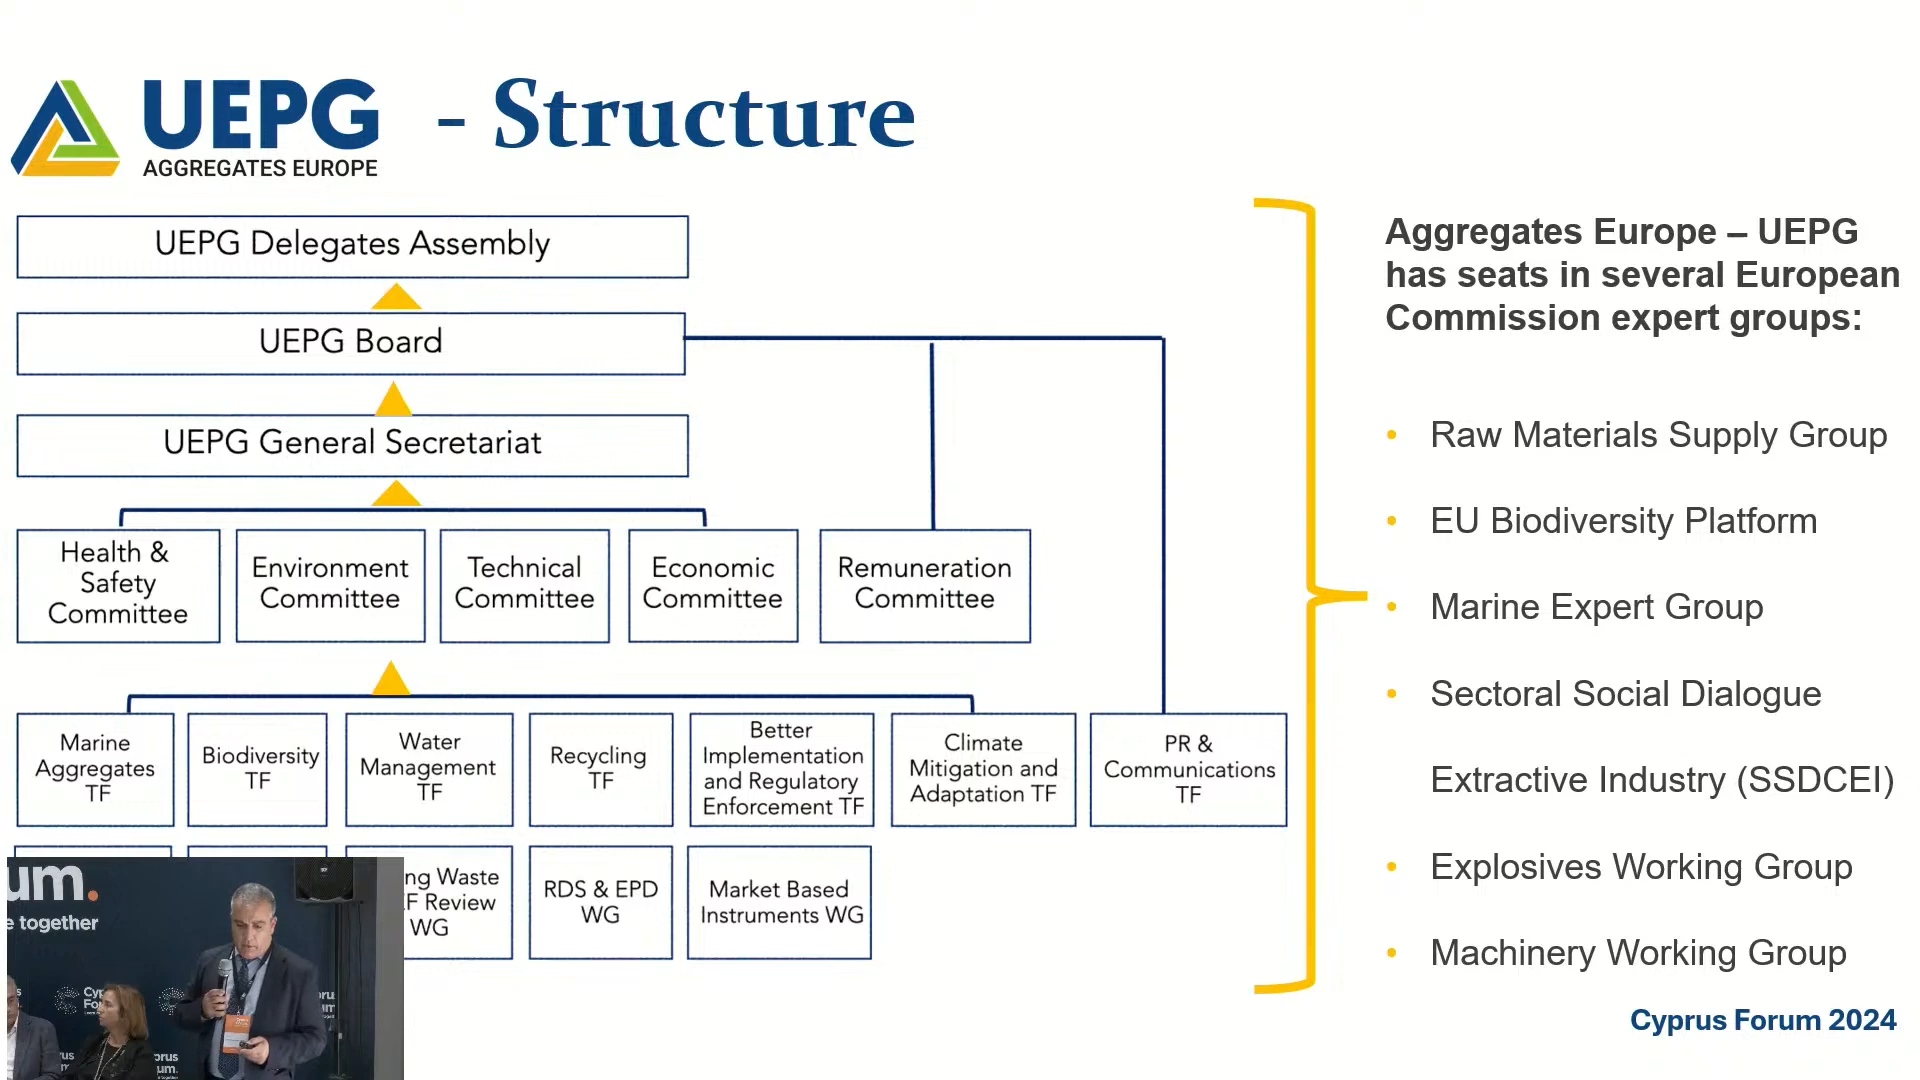 UEPG
AGGREGATES EUROPE
- Structure
UEPG Delegates Assembly
UEPG Board
UEPG General Secretariat
Health &
Safety
Committee
Environment
Committee
Technical
Committee
Economic
Committee
Remuneration
Committee
Marine
Aggregates
TF
Biodiversity
TF
Water
Management
TF
Recycling
TF
Better
Implementation
and Regulatory
Enforcement TF
Climate
Mitigation and
Adaptation TF
PR &
Communications
TF
ng Waste
F Review
WG
RDS & EPD
WG
Market Based
Instruments WG
Aggregates Europe – UEPG
has seats in several European
Commission expert groups:
• Raw Materials Supply Group
• EU Biodiversity Platform
• Marine Expert Group
• Sectoral Social Dialogue
Extractive Industry (SSDCEI)
• Explosives Working Group
• Machinery Working Group
Cyprus Forum 2024
um.
e together